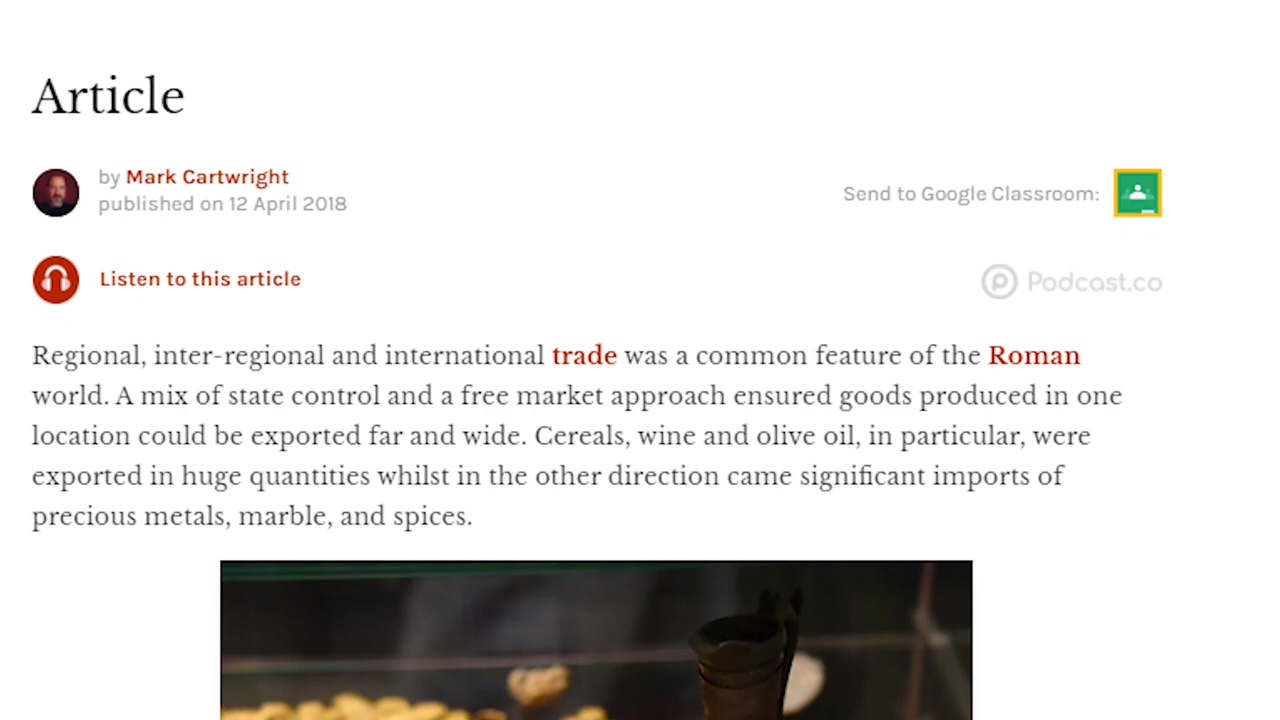 Article
by Mark Cartwright
published on 12 April 2018
Send to Google Classroom:
Listen to this article
Podcast.co
Regional, inter-regional and international trade was a common feature of the Roman
world. A mix of state control and a free market approach ensured goods produced in one
location could be exported far and wide. Cereals, wine and olive oil, in particular, were
exported in huge quantities whilst in the other direction came significant imports of
precious metals, marble, and spices.